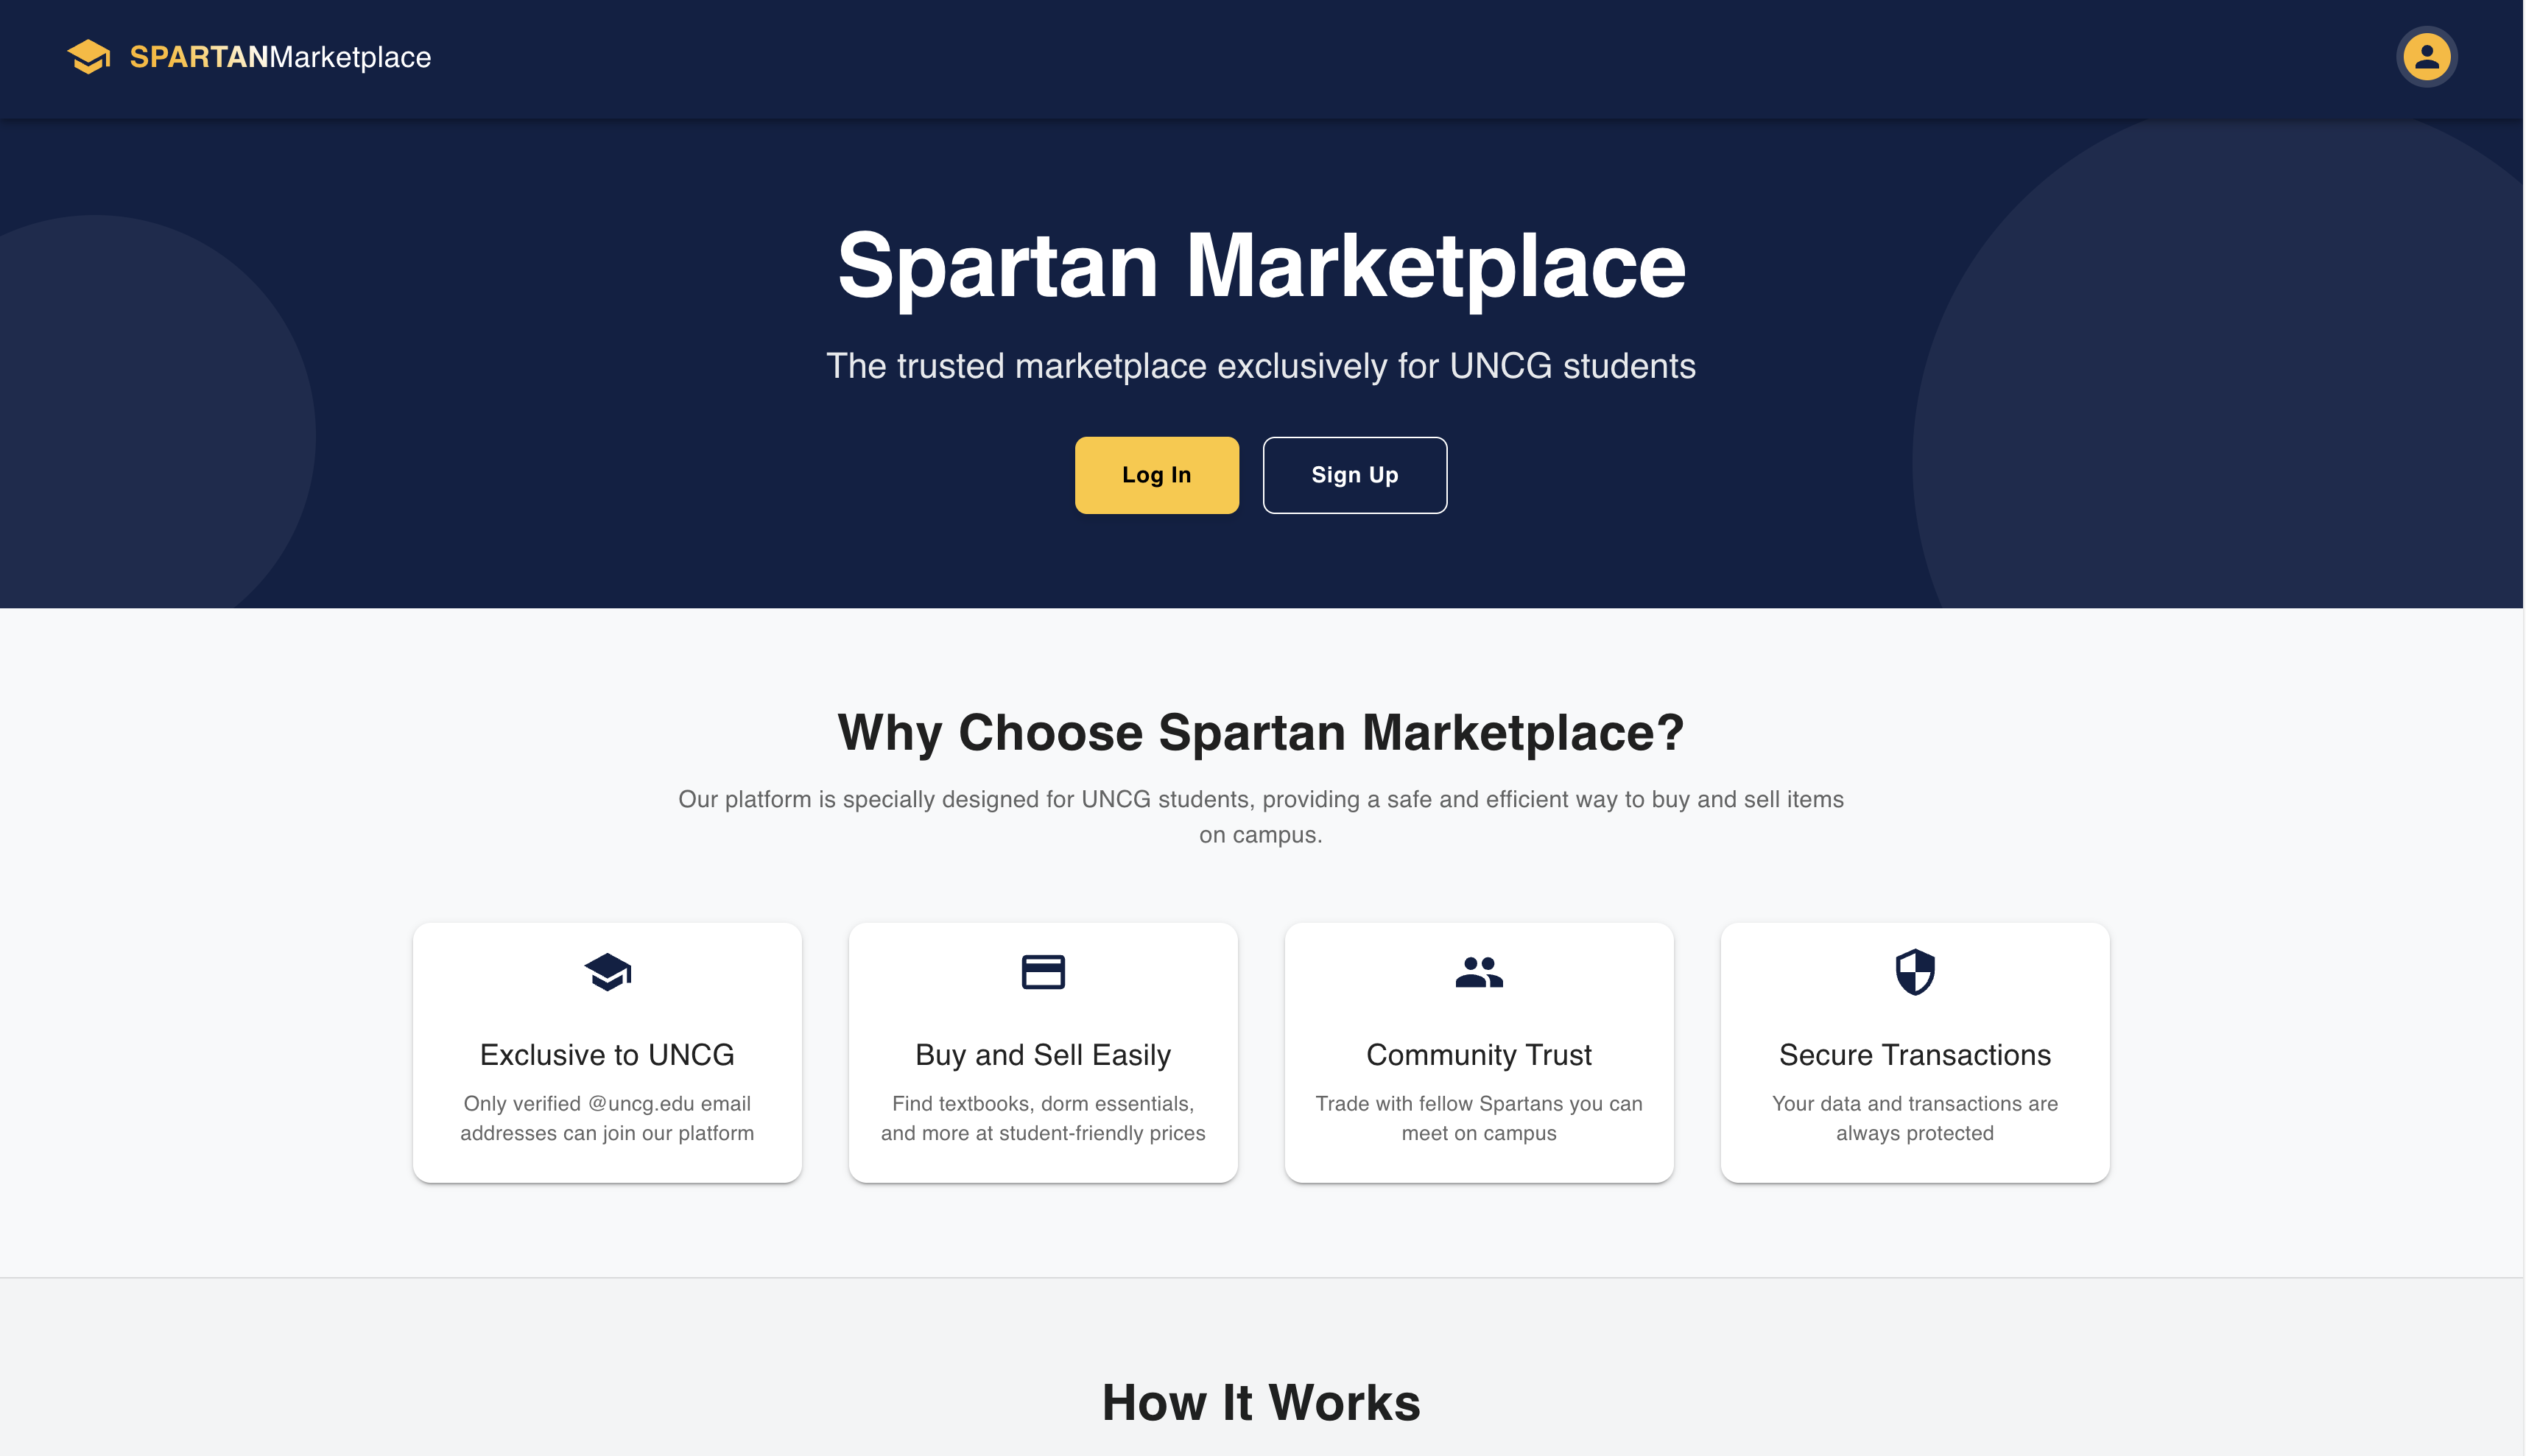 SPARTANMarketplace
Spartan Marketplace
The trusted marketplace exclusively for UNCG students
Log In
Sign Up
Why Choose Spartan Marketplace?
Our platform is specially designed for UNCG students, providing a safe and efficient way to buy and sell items
on campus.
Exclusive to UNCG
Only verified @uncg.edu email
addresses can join our platform
Buy and Sell Easily
Find textbooks, dorm essentials,
and more at student-friendly prices
Community Trust
Trade with fellow Spartans you can
meet on campus
Secure Transactions
Your data and transactions are
always protected
How It Works